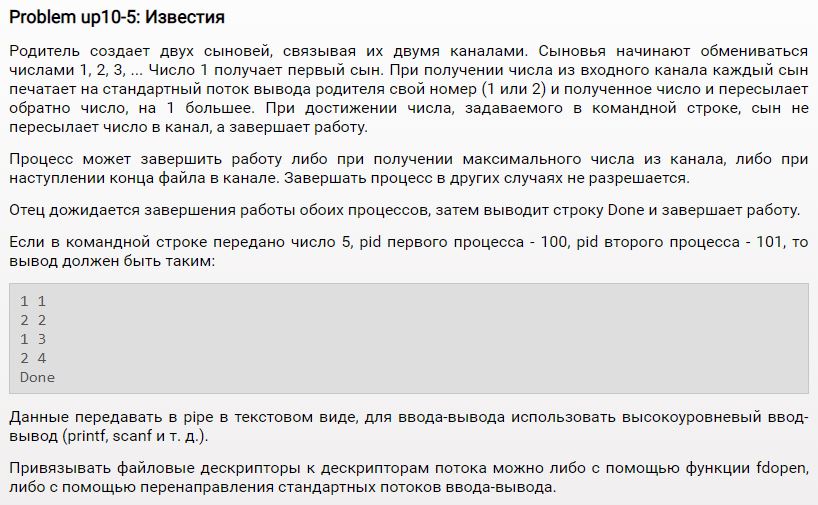 Problem up10-5: Известия
Родитель создает двух сыновей, связывая их двумя каналами. Сыновья начинают обмениваться
числами 1, 2, 3, ... Число 1 получает первый сын. При получении числа из входного канала каждый сын
печатает на стандартный поток вывода родителя свой номер (1 или 2) и полученное число и пересылает
обратно число, на 1 большее. При достижении числа, задаваемого в командной строке, сын не
пересылает число в канал, а завершает работу.
Процесс может завершить работу либо при получении максимального числа из канала, либо при
наступлении конца файла в канале. Завершать процесс в других случаях не разрешается.
Отец дожидается завершения работы обоих процессов, затем выводит строку Done и завершает работу.
Если в командной строке передано число 5, pid первого процесса - 100, pid второго процесса - 101, то
вывод должен быть таким:
1 1
2 2
1 3
2 4
Done
Данные передавать в pipe в текстовом виде, для ввода-вывода использовать высокоуровневый ввод-
вывод (printf, scanf и т. д.).
Привязывать файловые дескрипторы к дескрипторам потока можно либо с помощью функции fdopen,
либо с помощью перенаправления стандартных потоков ввода-вывода.